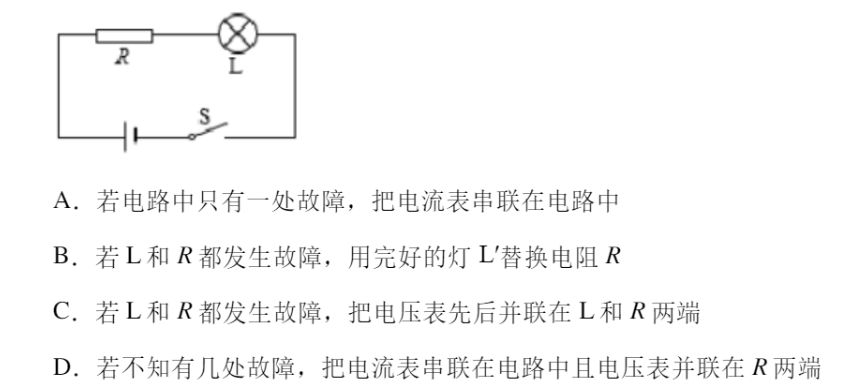 R
L
S
A．若电路中只有一处故障，把电流表串联在电路中
B．若 L 和 R 都发生故障，用完好的灯 L′替换电阻 R
C．若 L 和 R 都发生故障，把电压表先后并联在 L 和 R 两端
D．若不知有几处故障，把电流表串联在电路中且电压表并联在 R 两端